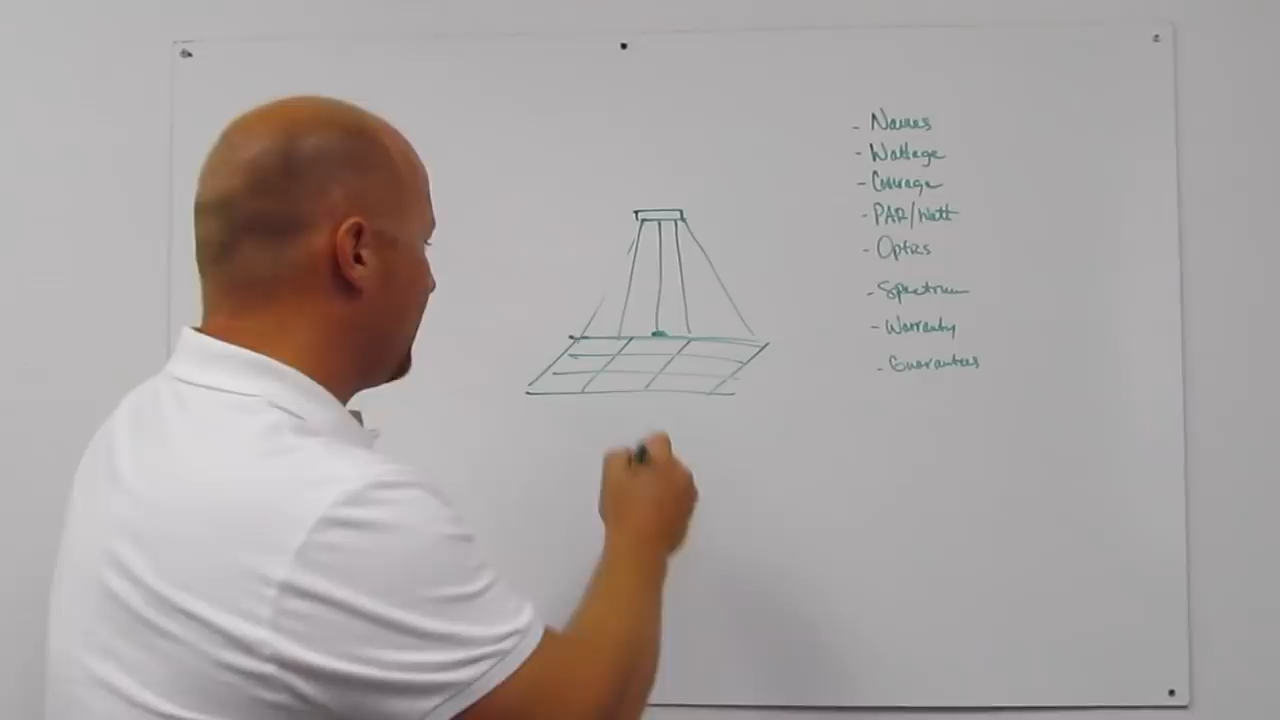 - Names
- Wattage
- Coverage
- PAR/Watt
- Optics
- Spectrum
- Warranty
- Guarantees